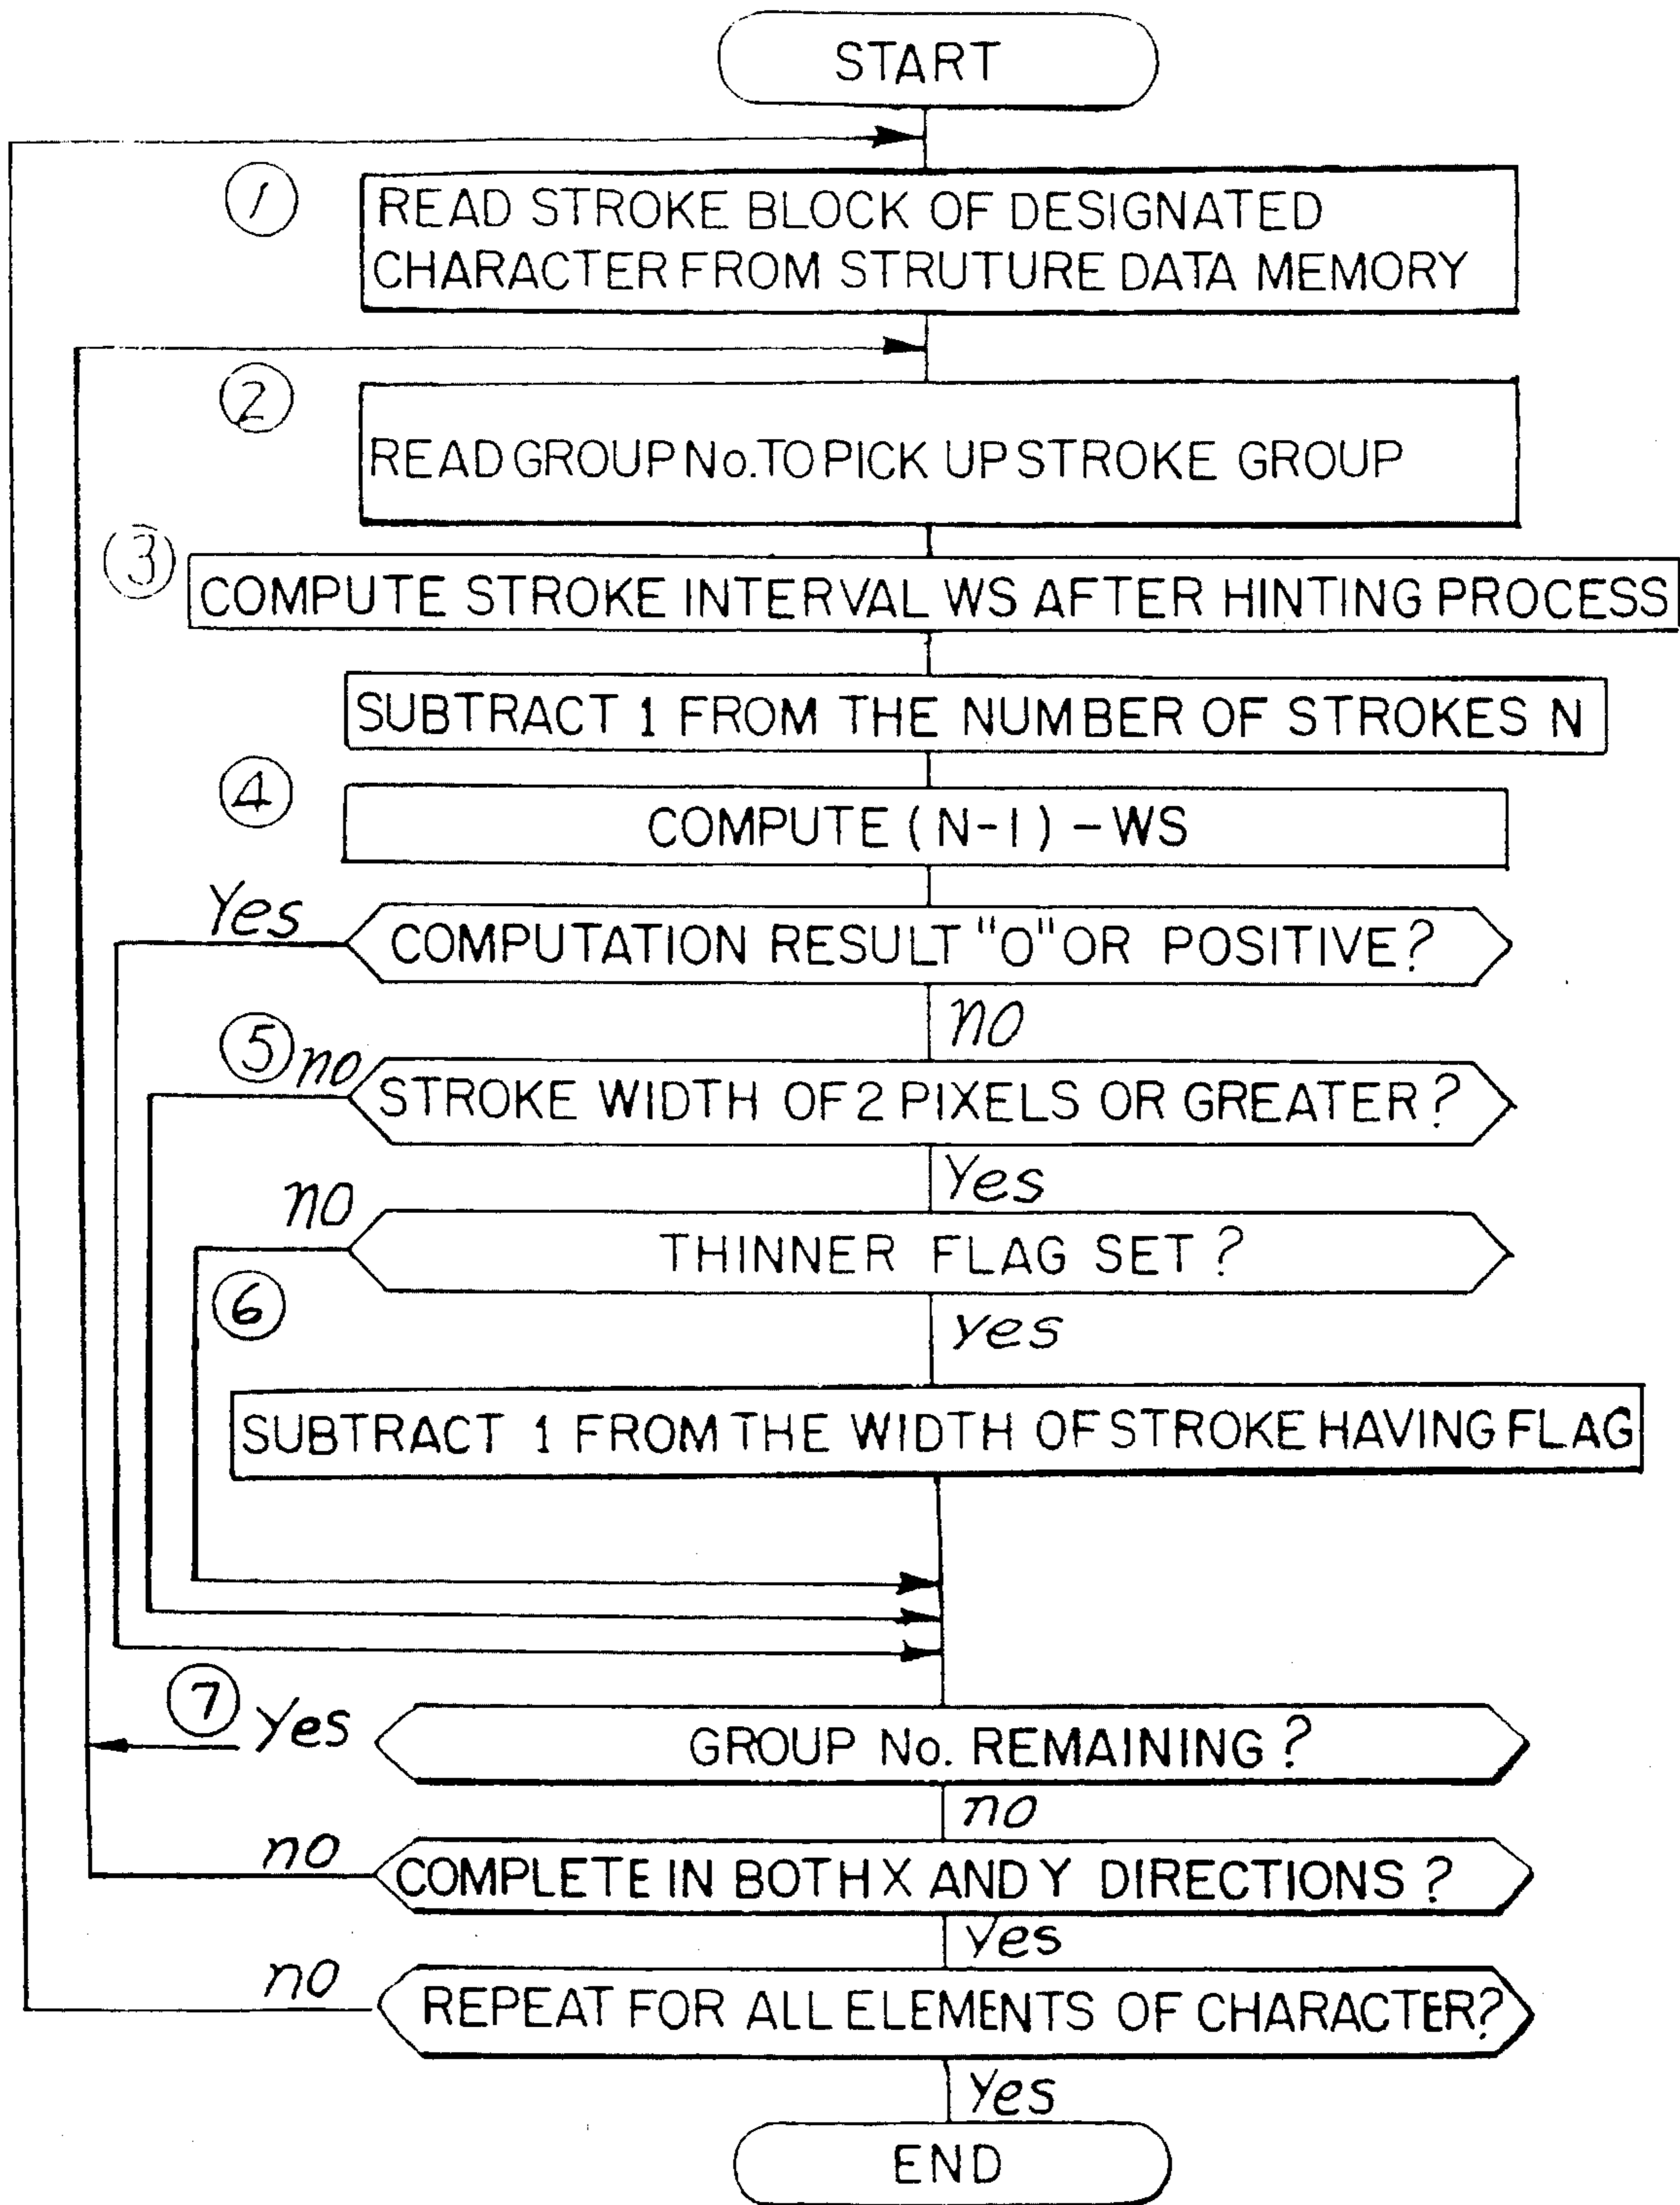 START
① READ STROKE BLOCK OF DESIGNATED
CHARACTER FROM STRUTURE DATA MEMORY
②
READ GROUP No. TO PICK UP STROKE GROUP
③
COMPUTE STROKE INTERVAL WS AFTER HINTING PROCESS
SUBTRACT 1 FROM THE NUMBER OF STROKES N
④
COMPUTE (N-1) - WS
Yes
COMPUTATION RESULT "0" OR POSITIVE?
no
⑤ no
STROKE WIDTH OF 2 PIXELS OR GREATER?
Yes
no
THINNER FLAG SET?
⑥
yes
SUBTRACT 1 FROM THE WIDTH OF STROKE HAVING FLAG
⑦ Yes
GROUP No. REMAINING?
no
no
COMPLETE IN BOTH X AND Y DIRECTIONS?
Yes
no
REPEAT FOR ALL ELEMENTS OF CHARACTER?
Yes
END